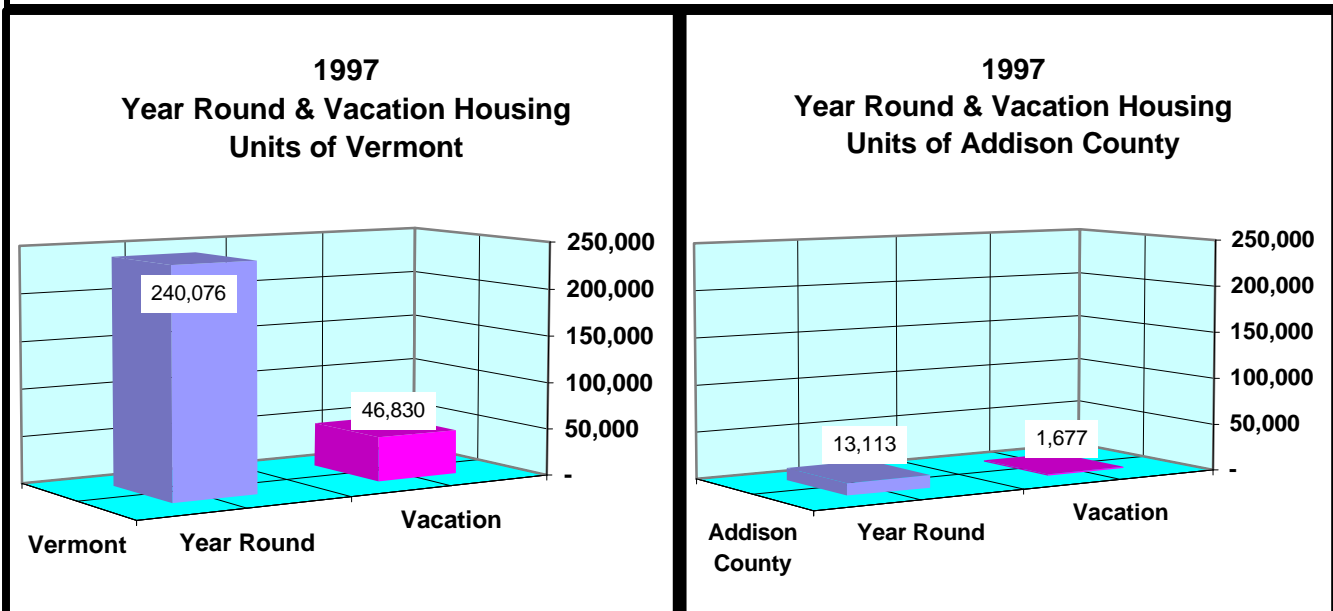 1997
Year Round & Vacation Housing
Units of Vermont
250,000
200,000
150,000
100,000
50,000
-
240,076
46,830
Vermont
Year Round
Vacation
1997
Year Round & Vacation Housing
Units of Addison County
250,000
200,000
150,000
100,000
50,000
-
13,113
1,677
Addison
County
Year Round
Vacation